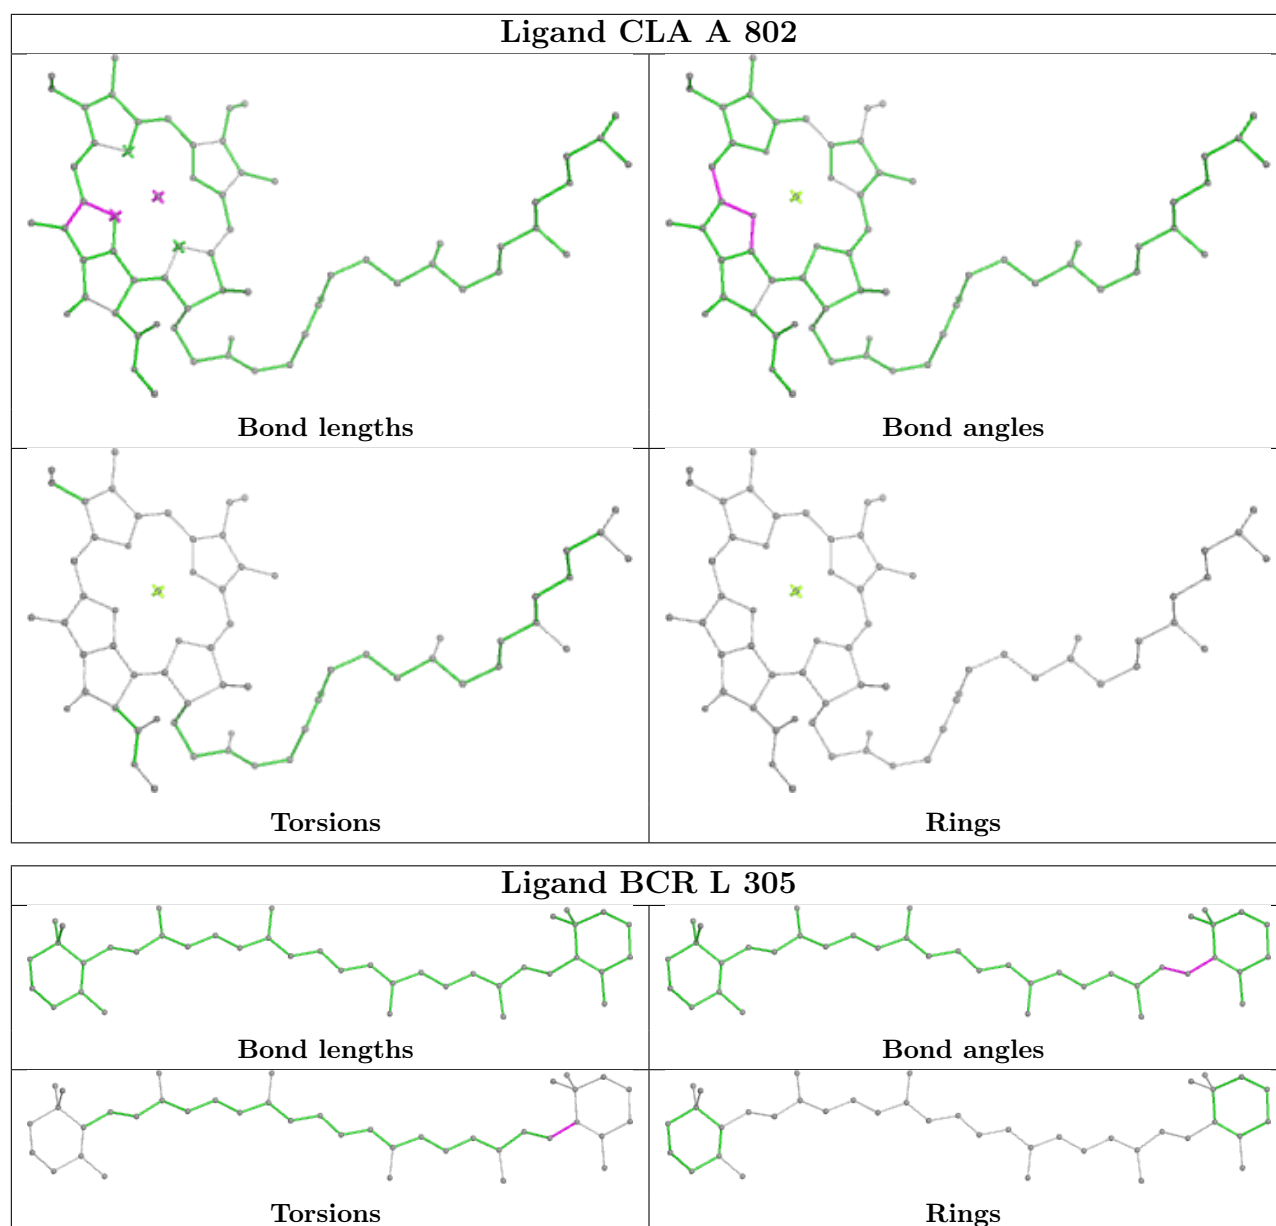 Ligand CLA A 802
Bond lengths
Bond angles
Torsions
Rings
Ligand BCR L 305
Bond lengths
Bond angles
Torsions
Rings